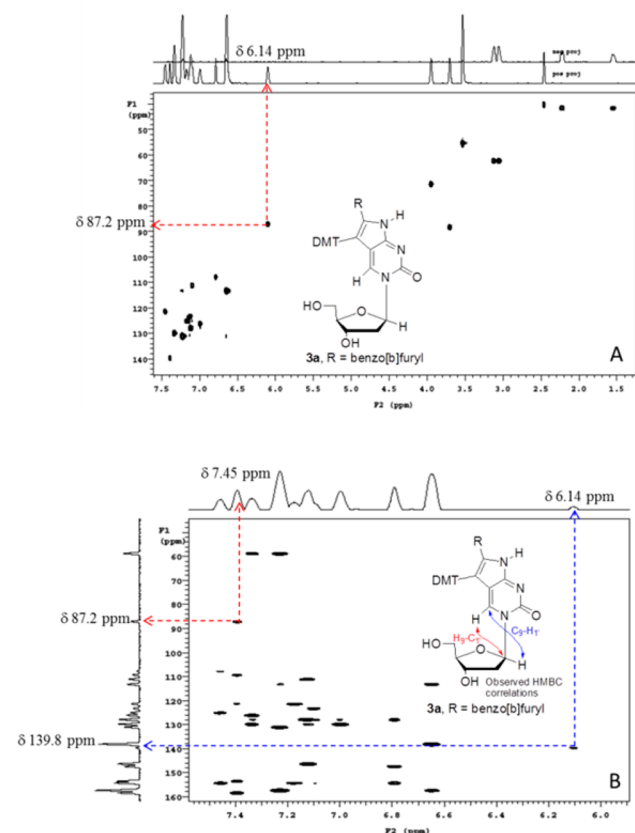 δ 6.14 ppm
F1
(ppm)
50
60
70
80
90
100
110
120
130
140
δ 87.2 ppm
R
N
H
DMT
N
H
N
O
HO
O
H
OH
3a, R = benzo[b]furyl
A
7.5 7.0 6.5 6.0 5.5 5.0 4.5 4.0 3.5 3.0 2.5 2.0 1.5
F2 (ppm)
δ 7.45 ppm
δ 6.14 ppm
F1
(ppm)
60
70
80
90
100
110
120
130
140
150
160
δ 87.2 ppm
δ 139.8 ppm
R
N
H
DMT
N
H
N
O
C9-H1'
H9-C1'
HO
O
H
OH
Observed HMBC
correlations
3a, R = benzo[b]furyl
B
7.4 7.2 7.0 6.8 6.6 6.4 6.2 6.0
F2 (ppm)